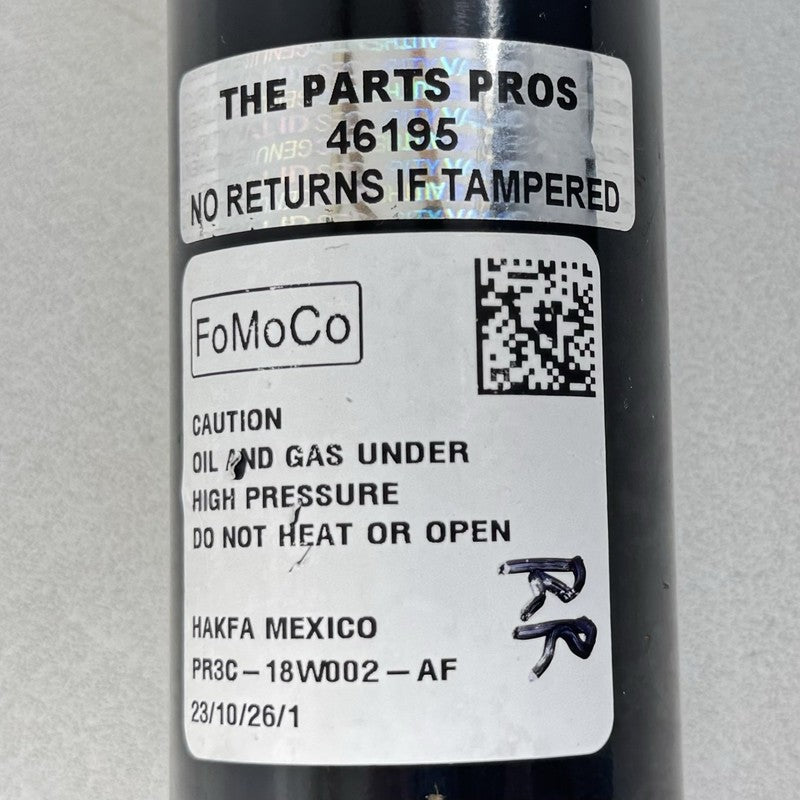 THE PARTS PROS
46195
NO RETURNS IF TAMPERED
FoMoCo
CAUTION
OIL AND GAS UNDER
HIGH PRESSURE
DO NOT HEAT OR OPEN
RR
HAKFA MEXICO
PR3C-18W002-AF
23/10/26/1